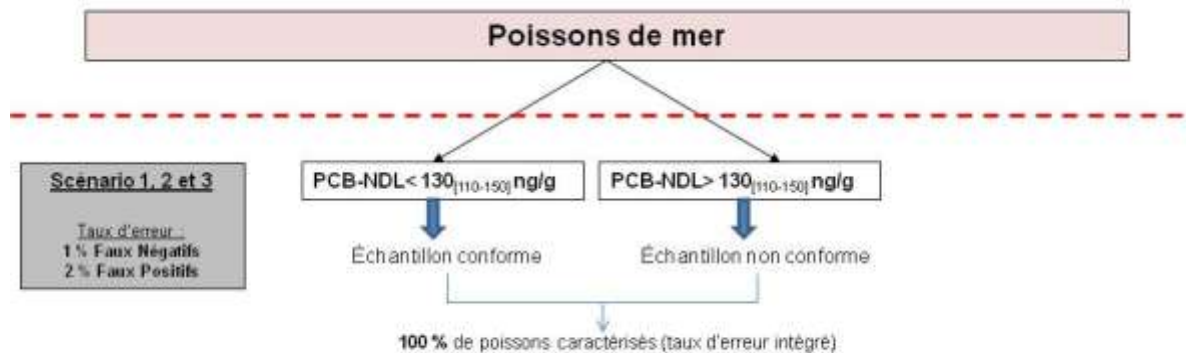 Poissons de mer
Scénario 1, 2 et 3
Taux d'erreur :
1 % Faux Négatifs
2 % Faux Positifs
PCB-NDL< 130[110-150] ng/g
PCB-NDL> 130[110-150] ng/g
Échantillon conforme
Échantillon non conforme
100 % de poissons caractérisés (taux d'erreur intégré)